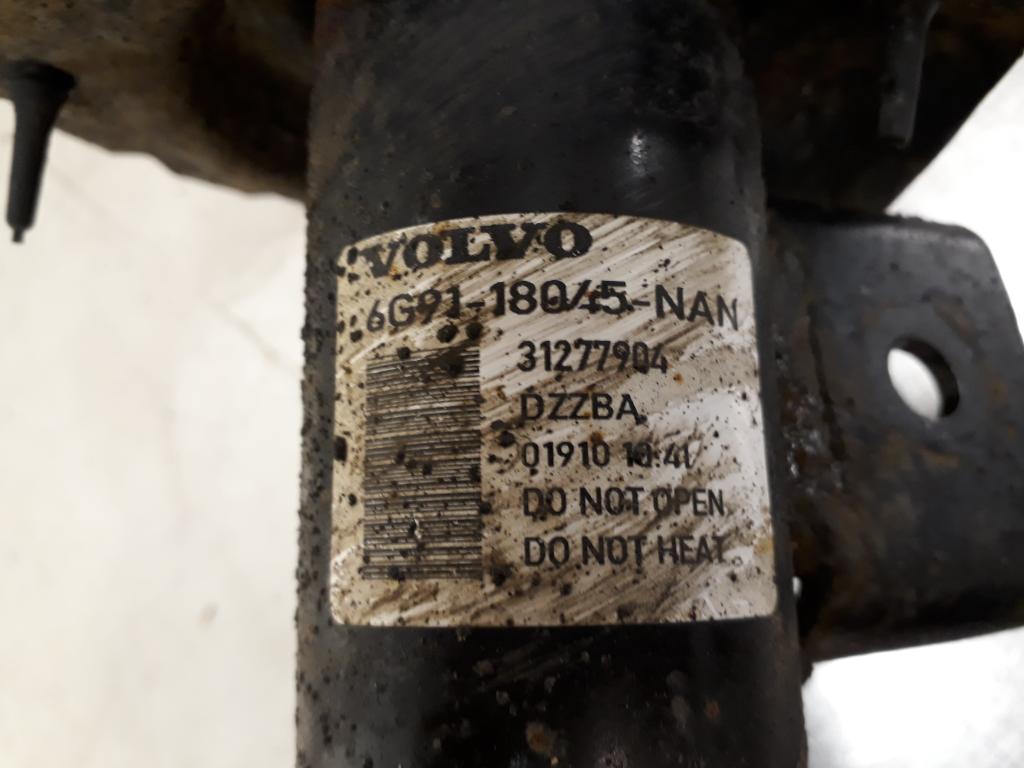 VOLVO
6G91-18045-NAN
31277904
DZZBA
01910 10:41
DO NOT OPEN
DO NOT HEAT